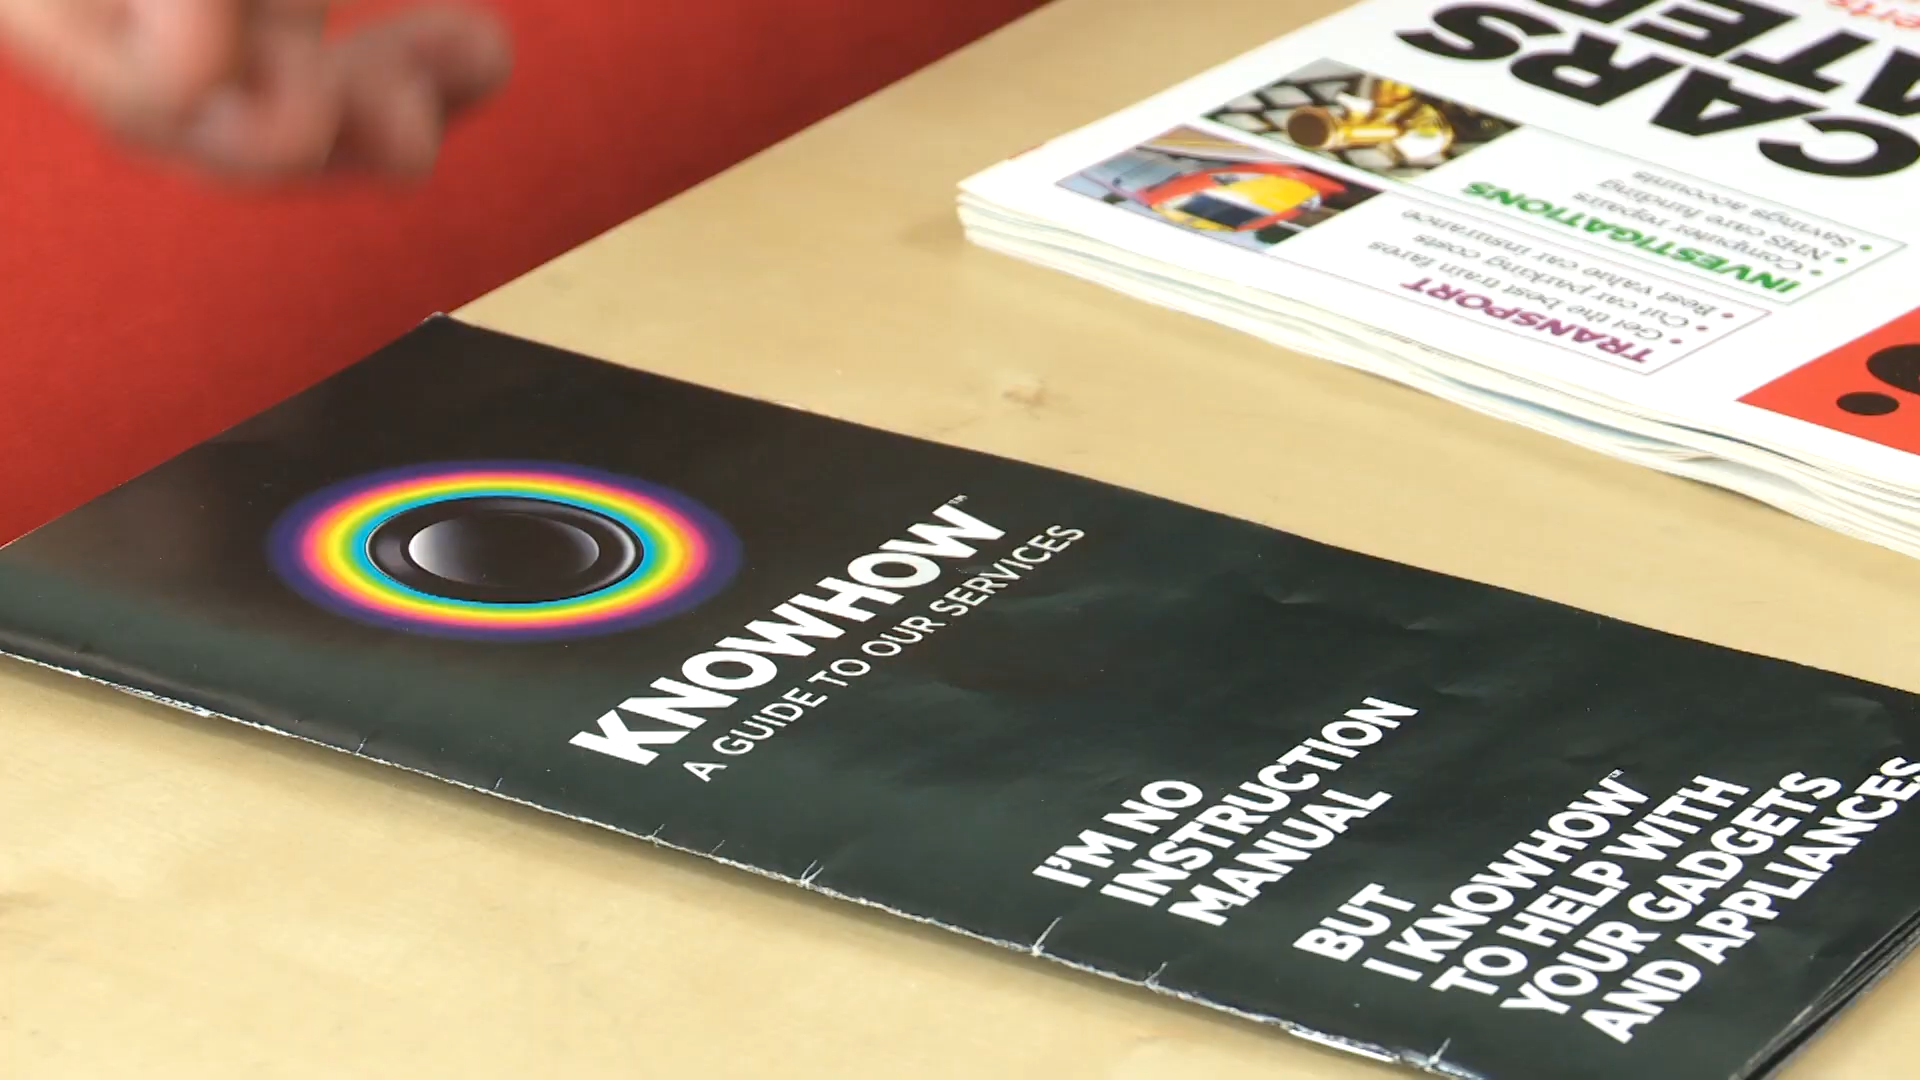 KNOWHOW™
A GUIDE TO OUR SERVICES
I'M NO
INSTRUCTION
MANUAL
BUT
I KNOWHOW™
TO HELP WITH
YOUR GADGETS
AND APPLIANCES
CARS
INVESTIGATIONS
• Computer repairs
• NHS care funding
• Savings accounts
TRANSPORT
• Get the best train fares
• Cut car parking costs
• Best value car insurance